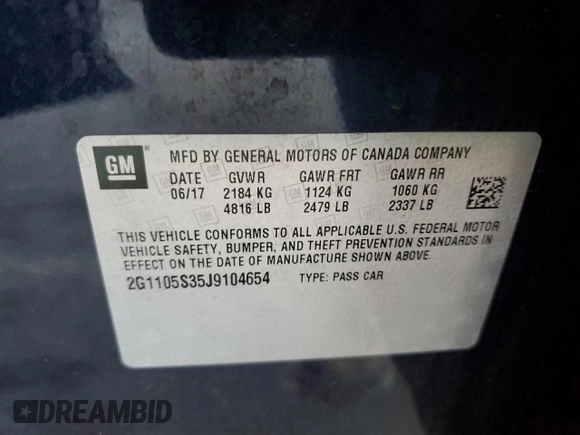 GM
MFD BY GENERAL MOTORS OF CANADA COMPANY
DATE GVWR GAWR FRT GAWR RR
06/17 2184 KG 1124 KG 1060 KG
4816 LB 2479 LB 2337 LB
THIS VEHICLE CONFORMS TO ALL APPLICABLE U.S. FEDERAL MOTOR
VEHICLE SAFETY, BUMPER, AND THEFT PREVENTION STANDARDS IN
EFFECT ON THE DATE OF MANUFACTURE SHOWN ABOVE.
2G1105S35J9104654 TYPE: PASS CAR
DREAMBID